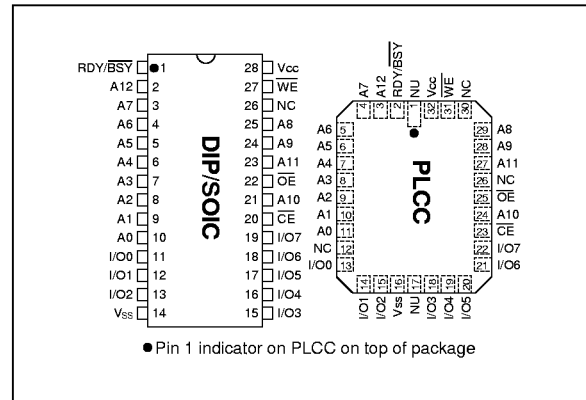 RDY/BSY 1 28 Vcc
A12 2 27 WE
A7 3 26 NC
A6 4 25 A8
A5 5 24 A9
A4 6 23 A11
A3 7 22 OE
A2 8 21 A10
A1 9 20 CE
A0 10 19 I/O7
I/O0 11 18 I/O6
I/O1 12 17 I/O5
I/O2 13 16 I/O4
VSS 14 15 I/O3
DIP/SOIC
A7 A12 RDY/BSY NU Vcc WE NC
4 3 2 1 32 31 30
A6 5 29 A8
A5 6 28 A9
A4 7 27 A11
A3 8 26 NC
A2 9 25 OE
A1 10 24 A10
A0 11 23 CE
NC 12 22 I/O7
I/O0 13 21 I/O6
PLCC
14 15 16 17 18 19 20
I/O1 I/O2 Vss NU I/O3 I/O4 I/O5
● Pin 1 indicator on PLCC on top of package